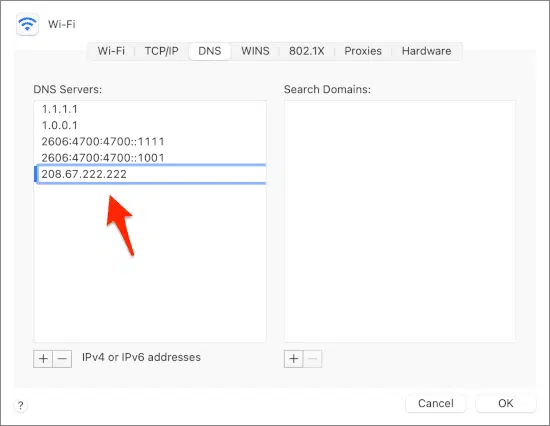 Wi-Fi
Wi-Fi TCP/IP DNS WINS 802.1X Proxies Hardware
DNS Servers:
Search Domains:
1.1.1.1
1.0.0.1
2606:4700:4700::1111
2606:4700:4700::1001
208.67.222.222
+ − IPv4 or IPv6 addresses
+ −
? Cancel OK